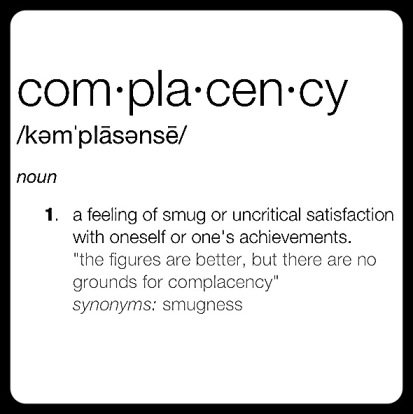 com·pla·cen·cy
/kəmˈplāsənsē/
noun
1. a feeling of smug or uncritical satisfaction
with oneself or one's achievements.
"the figures are better, but there are no
grounds for complacency"
synonyms: smugness